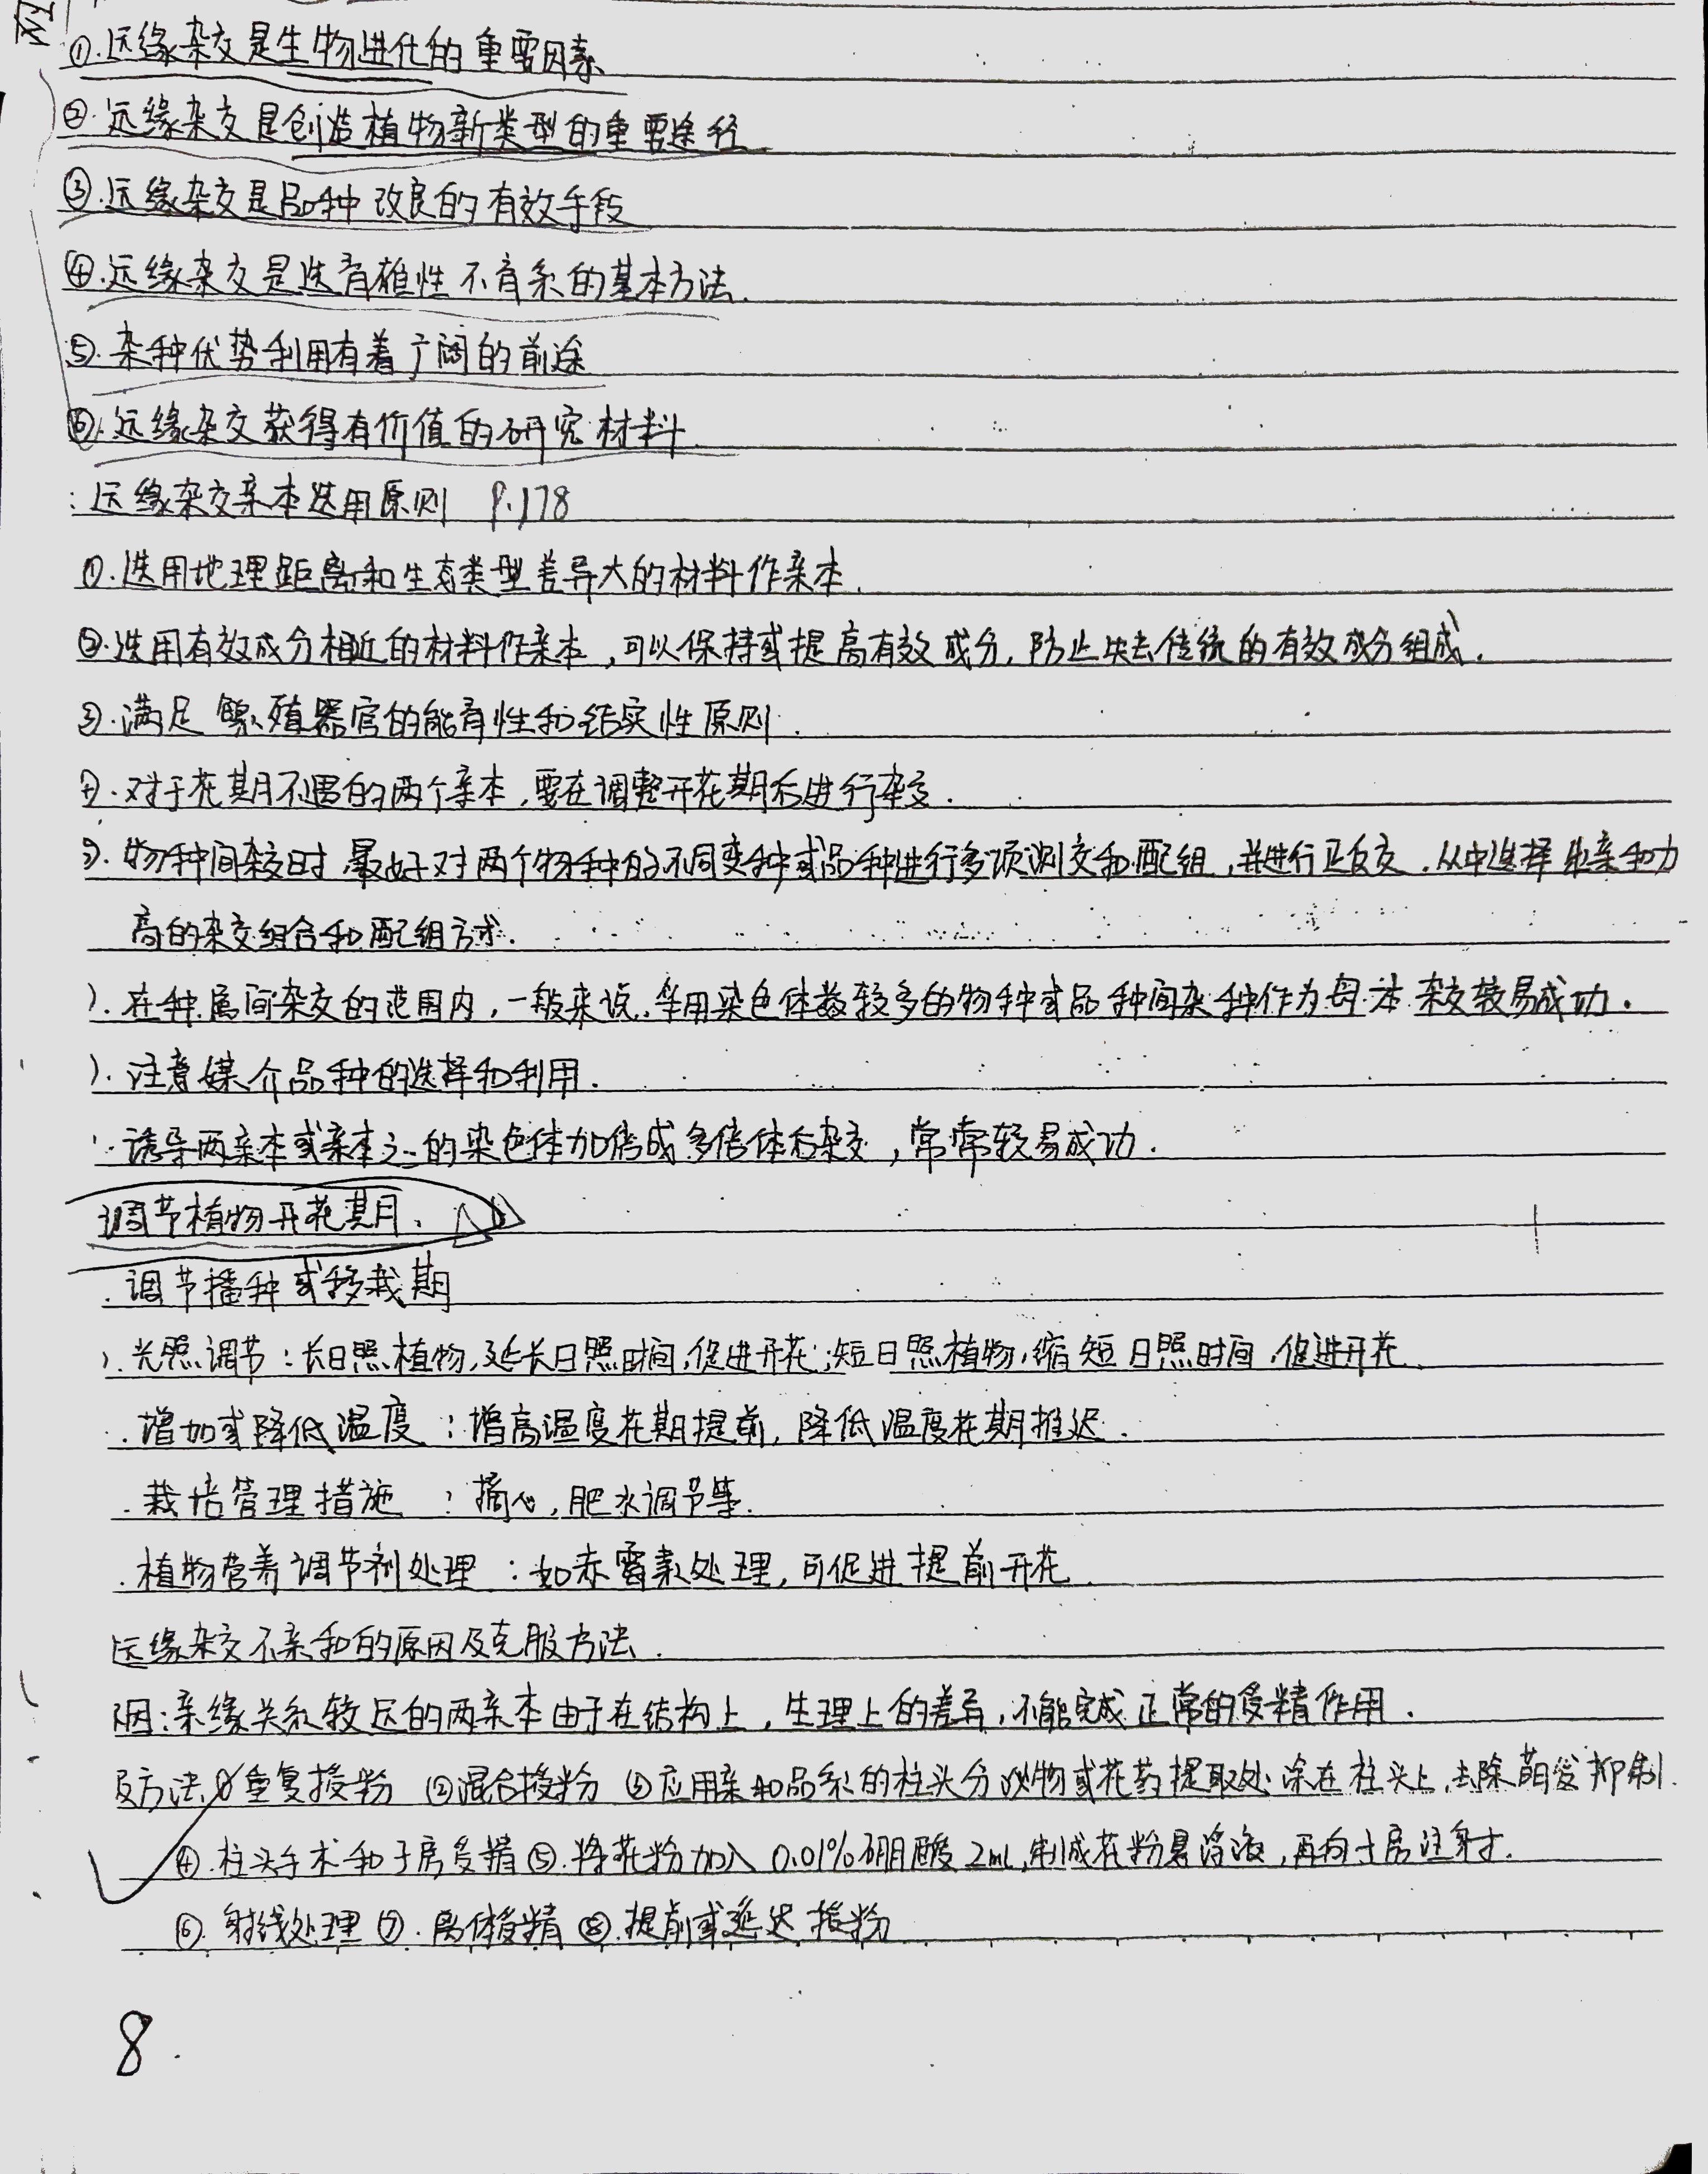 ①.远缘杂交是生物进化的重要因素
②.远缘杂交是创造植物新类型的重要途径
③.远缘杂交是品种改良的有效手段
④.远缘杂交是选育雄性不育系的基本方法.
⑤.杂种优势利用有着广阔的前途
⑥.远缘杂交获得有价值的研究材料
:远缘杂交亲本选用原则 P.178
①.选用地理距离和生态类型差异大的材料作亲本.
②.选用有效成分相近的材料作亲本,可以保持或提高有效成分,防止失去传统的有效成分组成.
③.满足繁殖器官的能育性和结实性原则.
.对于花期不遇的两个亲本,要在调整开花期后进行杂交.
.物种间杂交时,最好对两个物种的不同变种或品种进行多项测交和配组,并进行正反交.从中选择出亲和力
高的杂交组合和配组方式.
).在种.属间杂交的范围内,一般来说,采用染色体数较多的物种或品种间杂种作为母本杂交较易成功.
).注意媒介品种的选择和利用.
.诱导两亲本或亲本之一的染色体加倍成多倍体后杂交,常常较易成功.
调节植物开花期.
.调节播种或移栽期
).光照调节:长日照植物,延长日照时间,促进开花;短日照植物,缩短日照时间,促进开花.
.增加或降低温度:增高温度花期提前,降低温度花期推迟.
.栽培管理措施:摘心,肥水调节等.
.植物营养调节剂处理:如赤霉素处理,可促进提前开花.
远缘杂交不亲和的原因及克服方法.
因:亲缘关系较远的两亲本由于在结构上,生理上的差异,不能完成正常的受精作用.
及方法:①重复授粉 ②混合授粉 ③应用亲和品系的柱头分泌物或花药提取处涂在柱头上,去除萌发抑制.
④.柱头手术和子房受精⑤.将花粉加入0.01%硼酸2ml,制成花粉悬浮液,再向子房注射.
⑥.射线处理⑦.离体受精⑧.提前或延迟授粉
8.